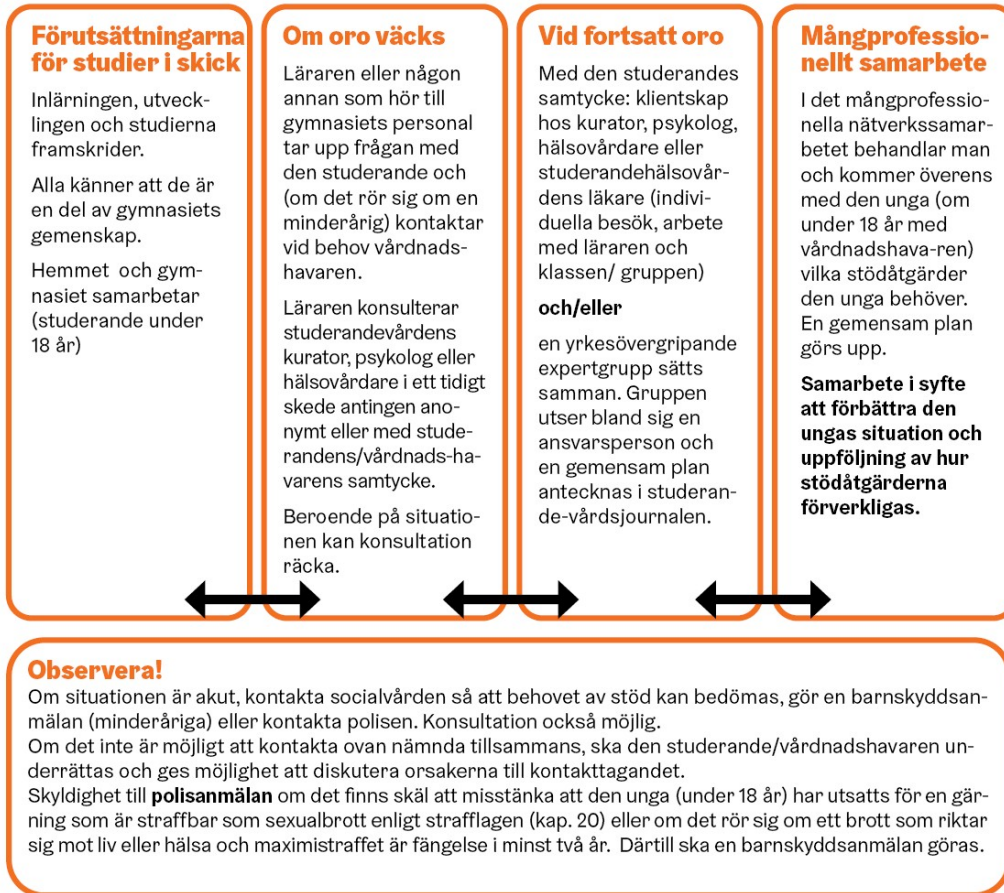 Förutsättningarna
för studier i skick
Inlärningen, utveck-
lingen och studierna
framskrider.
Alla känner att de är
en del av gymnasiets
gemenskap.
Hemmet och gym-
nasiet samarbetar
(studerande under
18 år)
Om oro väcks
Läraren eller någon
annan som hör till
gymnasiets personal
tar upp frågan med
den studerande och
(om det rör sig om en
minderårig) kontaktar
vid behov vårdnads-
havaren.
Läraren konsulterar
studerandevårdens
kurator, psykolog eller
hälsovårdare i ett tidigt
skede antingen ano-
nymt eller med stude-
randens/vårdnads-ha-
varens samtycke.
Beroende på situatio-
nen kan konsultation
räcka.
Vid fortsatt oro
Med den studerandes
samtycke: klientskap
hos kurator, psykolog,
hälsovårdare eller
studerandehälsovår-
dens läkare (indivi-
duella besök, arbete
med läraren och
klassen/ gruppen)
och/eller
en yrkesövergripande
expertgrupp sätts
samman. Gruppen
utser bland sig en
ansvarsperson och
en gemensam plan
antecknas i studeran-
de-vårdsjournalen.
Mångprofessio-
nellt samarbete
I det mångprofessio-
nella nätverkssamar-
betet behandlar man
och kommer överens
med den unga (om
under 18 år med
vårdnadshava-ren)
vilka stödåtgärder
den unga behöver.
En gemensam plan
görs upp.
Samarbete i syfte
att förbättra den
ungas situation och
uppföljning av hur
stödåtgärderna
förverkligas.
Observera!
Om situationen är akut, kontakta socialvården så att behovet av stöd kan bedömas, gör en barnskyddsan-
mälan (minderåriga) eller kontakta polisen. Konsultation också möjlig.
Om det inte är möjligt att kontakta ovan nämnda tillsammans, ska den studerande/vårdnadshavaren un-
derrättas och ges möjlighet att diskutera orsakerna till kontakttagandet.
Skyldighet till polisanmälan om det finns skäl att misstänka att den unga (under 18 år) har utsatts för en gär-
ning som är straffbar som sexualbrott enligt strafflagen (kap. 20) eller om det rör sig om ett brott som riktar
sig mot liv eller hälsa och maximistraffet är fängelse i minst två år. Därtill ska en barnskyddsanmälan göras.